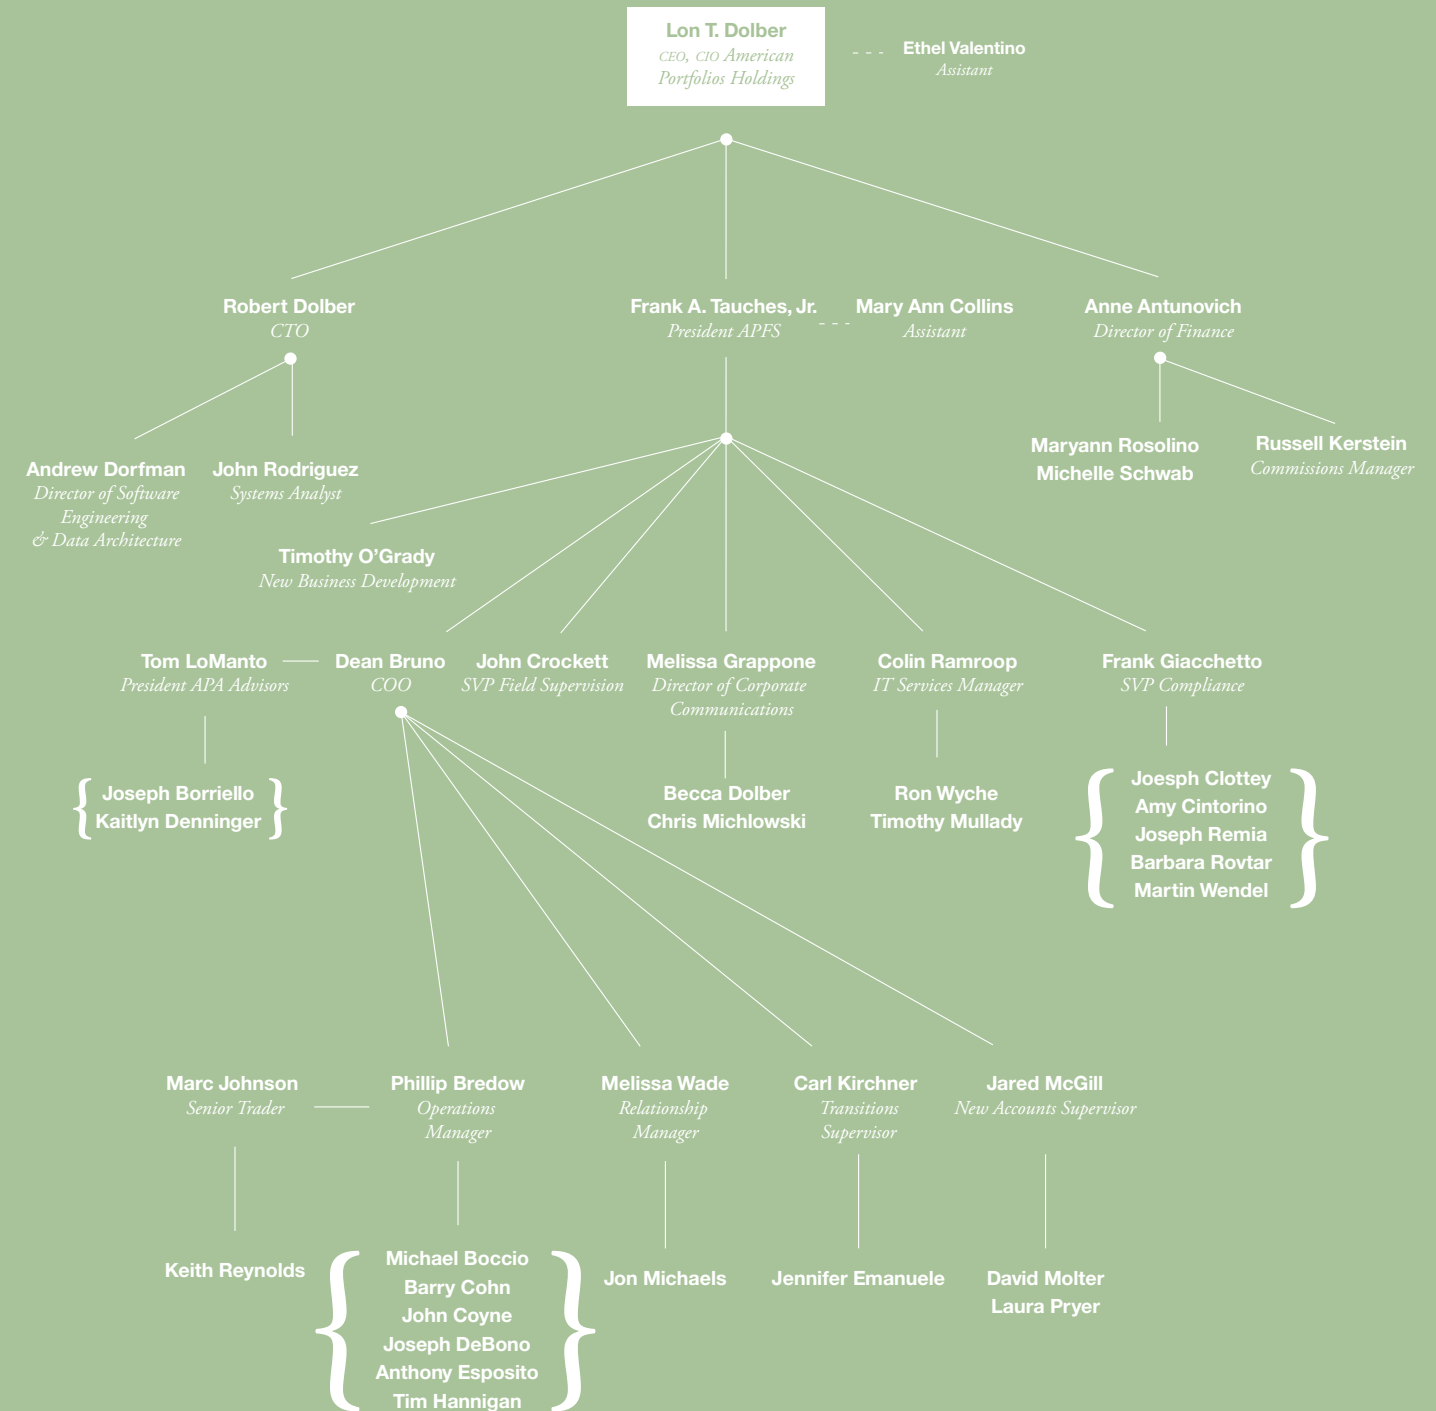 Lon T. Dolber
CEO, CIO American
Portfolios Holdings
Ethel Valentino
Assistant
Robert Dolber
CTO
Frank A. Tauches, Jr.
President APFS
Mary Ann Collins
Assistant
Anne Antunovich
Director of Finance
Andrew Dorfman
Director of Software
Engineering
& Data Architecture
John Rodriguez
Systems Analyst
Maryann Rosolino
Michelle Schwab
Russell Kerstein
Commissions Manager
Timothy O’Grady
New Business Development
Tom LoManto
President APA Advisors
Dean Bruno
COO
John Crockett
SVP Field Supervision
Melissa Grappone
Director of Corporate
Communications
Colin Ramroop
IT Services Manager
Frank Giacchetto
SVP Compliance
Joseph Borriello
Kaitlyn Denninger
Becca Dolber
Chris Michlowski
Ron Wyche
Timothy Mullady
Joesph Clottey
Amy Cintorino
Joseph Remia
Barbara Rovtar
Martin Wendel
Marc Johnson
Senior Trader
Phillip Bredow
Operations
Manager
Melissa Wade
Relationship
Manager
Carl Kirchner
Transitions
Supervisor
Jared McGill
New Accounts Supervisor
Keith Reynolds
Michael Boccio
Barry Cohn
John Coyne
Joseph DeBono
Anthony Esposito
Tim Hannigan
Jon Michaels
Jennifer Emanuele
David Molter
Laura Pryer